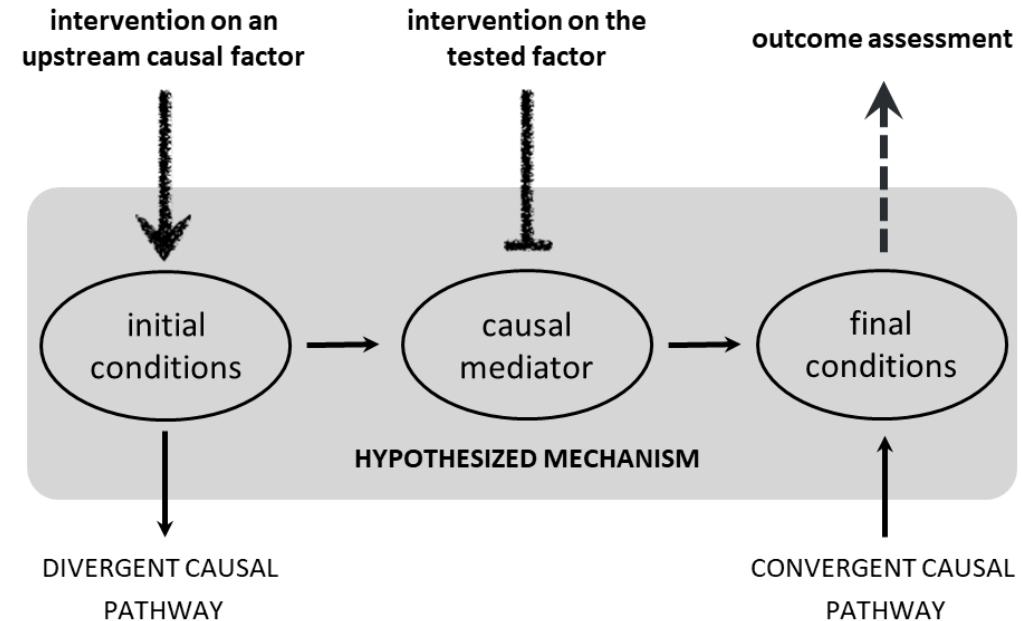 intervention on an
upstream causal factor
intervention on the
tested factor
outcome assessment
initial
conditions
causal
mediator
final
conditions
HYPOTHESIZED MECHANISM
DIVERGENT CAUSAL
PATHWAY
CONVERGENT CAUSAL
PATHWAY